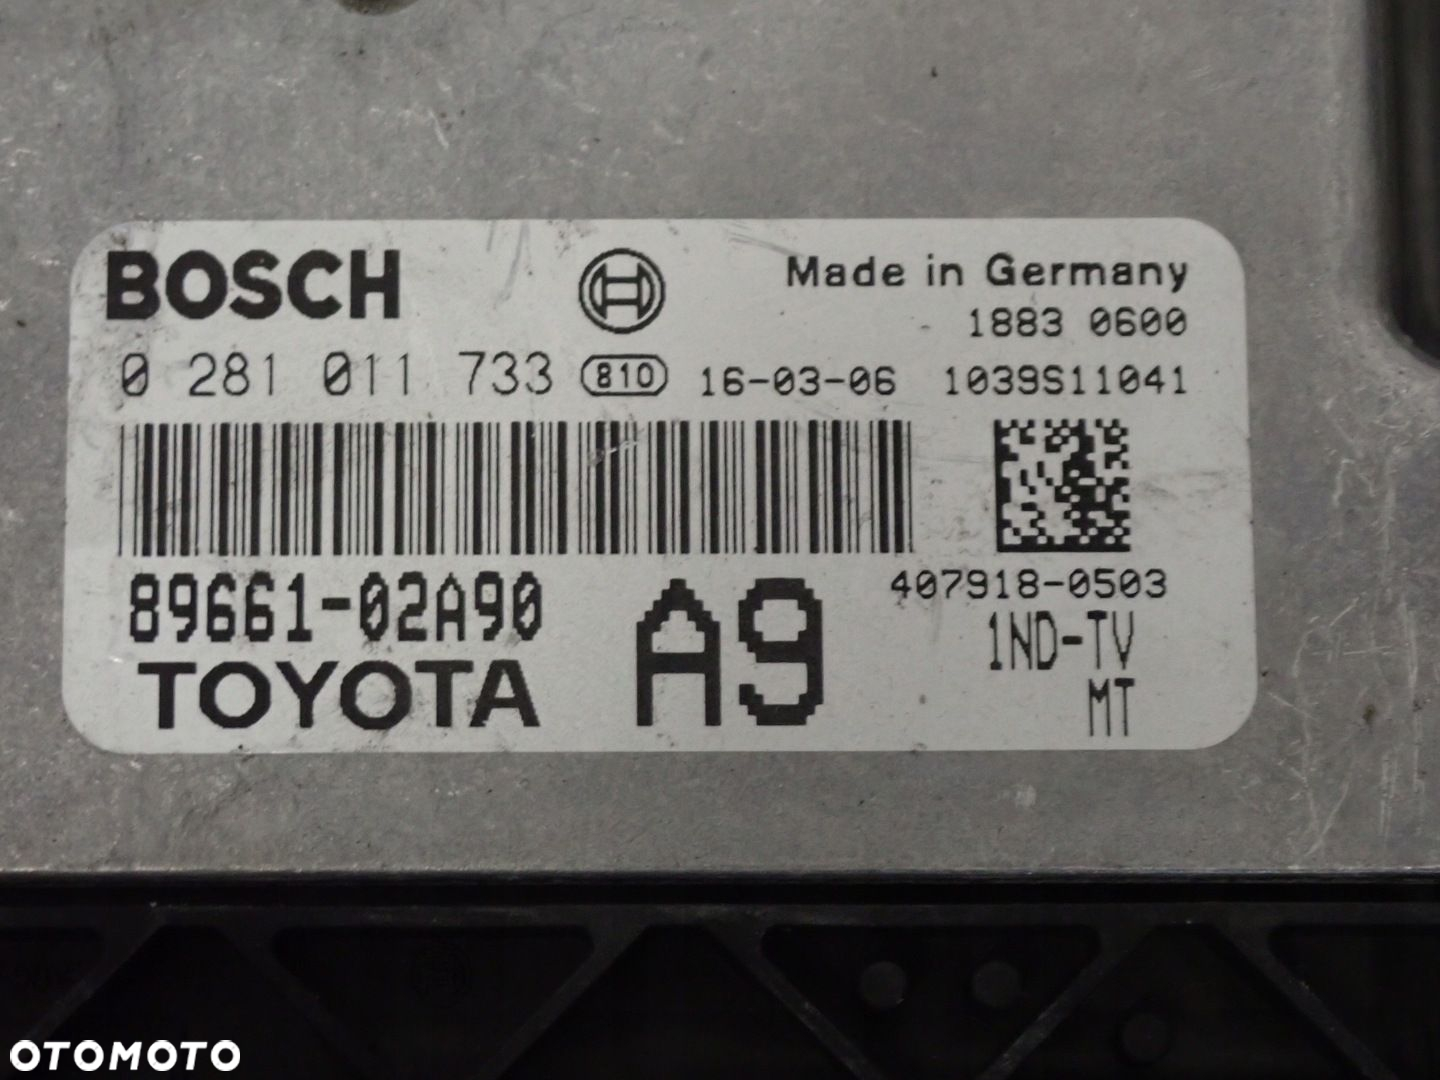 BOSCH
Made in Germany
1883 0600
0 281 011 733 810 16-03-06 1039S11041
407918-0503
89661-02A90
A9
1ND-TV
TOYOTA
MT
OTOMOTO